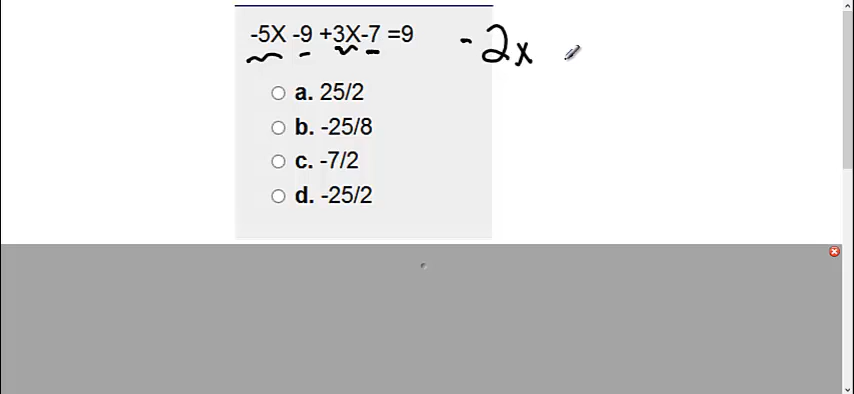 -5X -9 +3X-7 =9 -2x
a. 25/2
b. -25/8
c. -7/2
d. -25/2